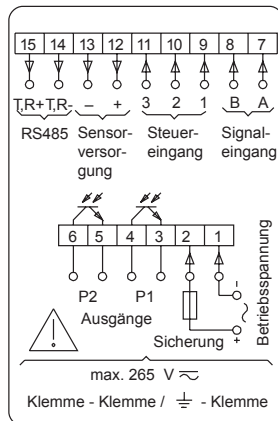 15 14 13 12 11 10 9 8 7
T,R+ T,R- – + 3 2 1 B A
RS485 Sensor- Steuer- Signal-
versor- eingang eingang
gung
6 5 4 3 2 1
P2 P1
Ausgänge
Sicherung
- ~ +
Betriebsspannung
max. 265 V ⏦
Klemme - Klemme / ⏚ - Klemme